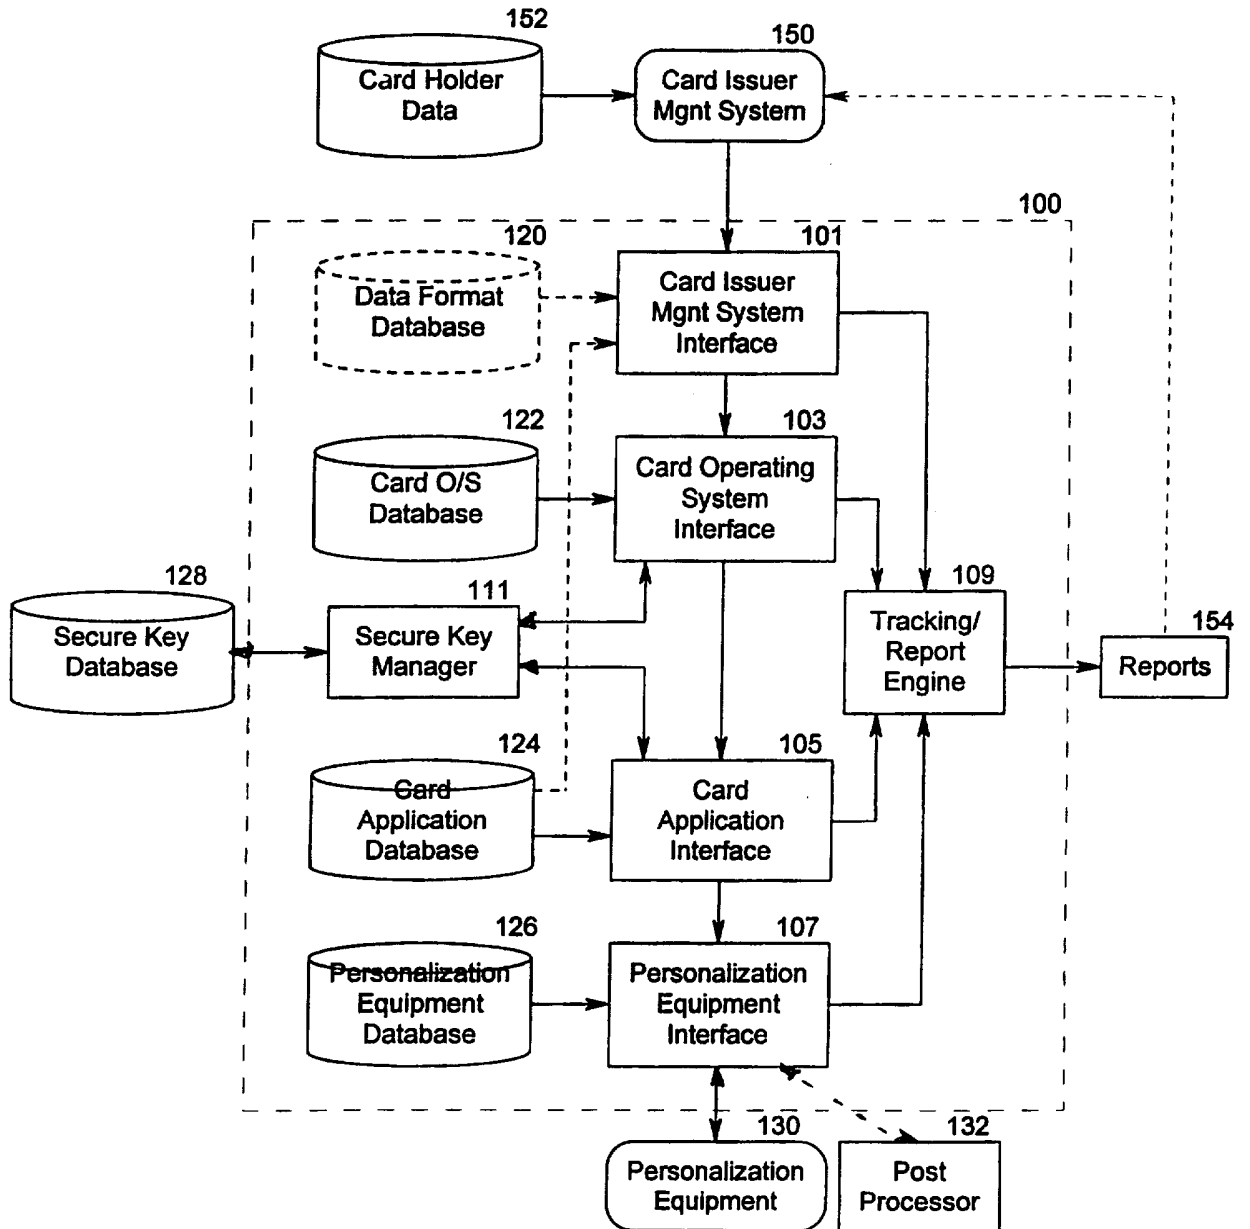 152
Card Holder
Data
150
Card Issuer
Mgnt System
100
120
Data Format
Database
101
Card Issuer
Mgnt System
Interface
122
Card O/S
Database
103
Card Operating
System
Interface
128
Secure Key
Database
111
Secure Key
Manager
109
Tracking/
Report
Engine
154
Reports
124
Card
Application
Database
105
Card
Application
Interface
126
Personalization
Equipment
Database
107
Personalization
Equipment
Interface
130
Personalization
Equipment
132
Post
Processor